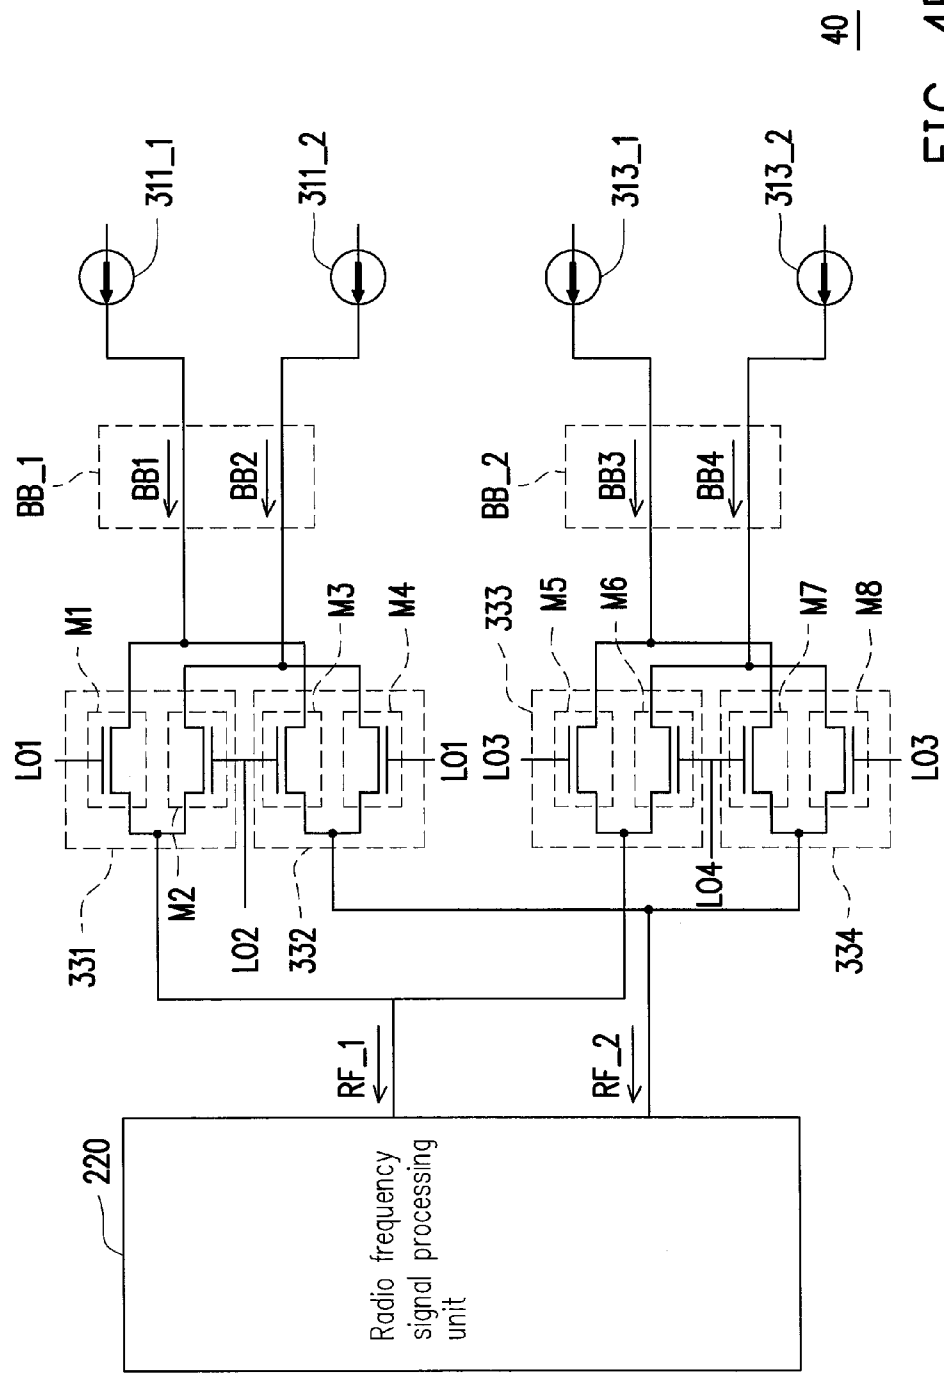 40
311_1
311_2
313_1
313_2
BB_1
BB1
BB2
BB_2
BB3
BB4
M1
M3
M4
333
M5
M6
M7
M8
LO1
LO1
LO3
LO3
331
M2
LO2
332
LO4
334
RF_1
RF_2
220
Radio frequency
signal processing
unit
FIG.